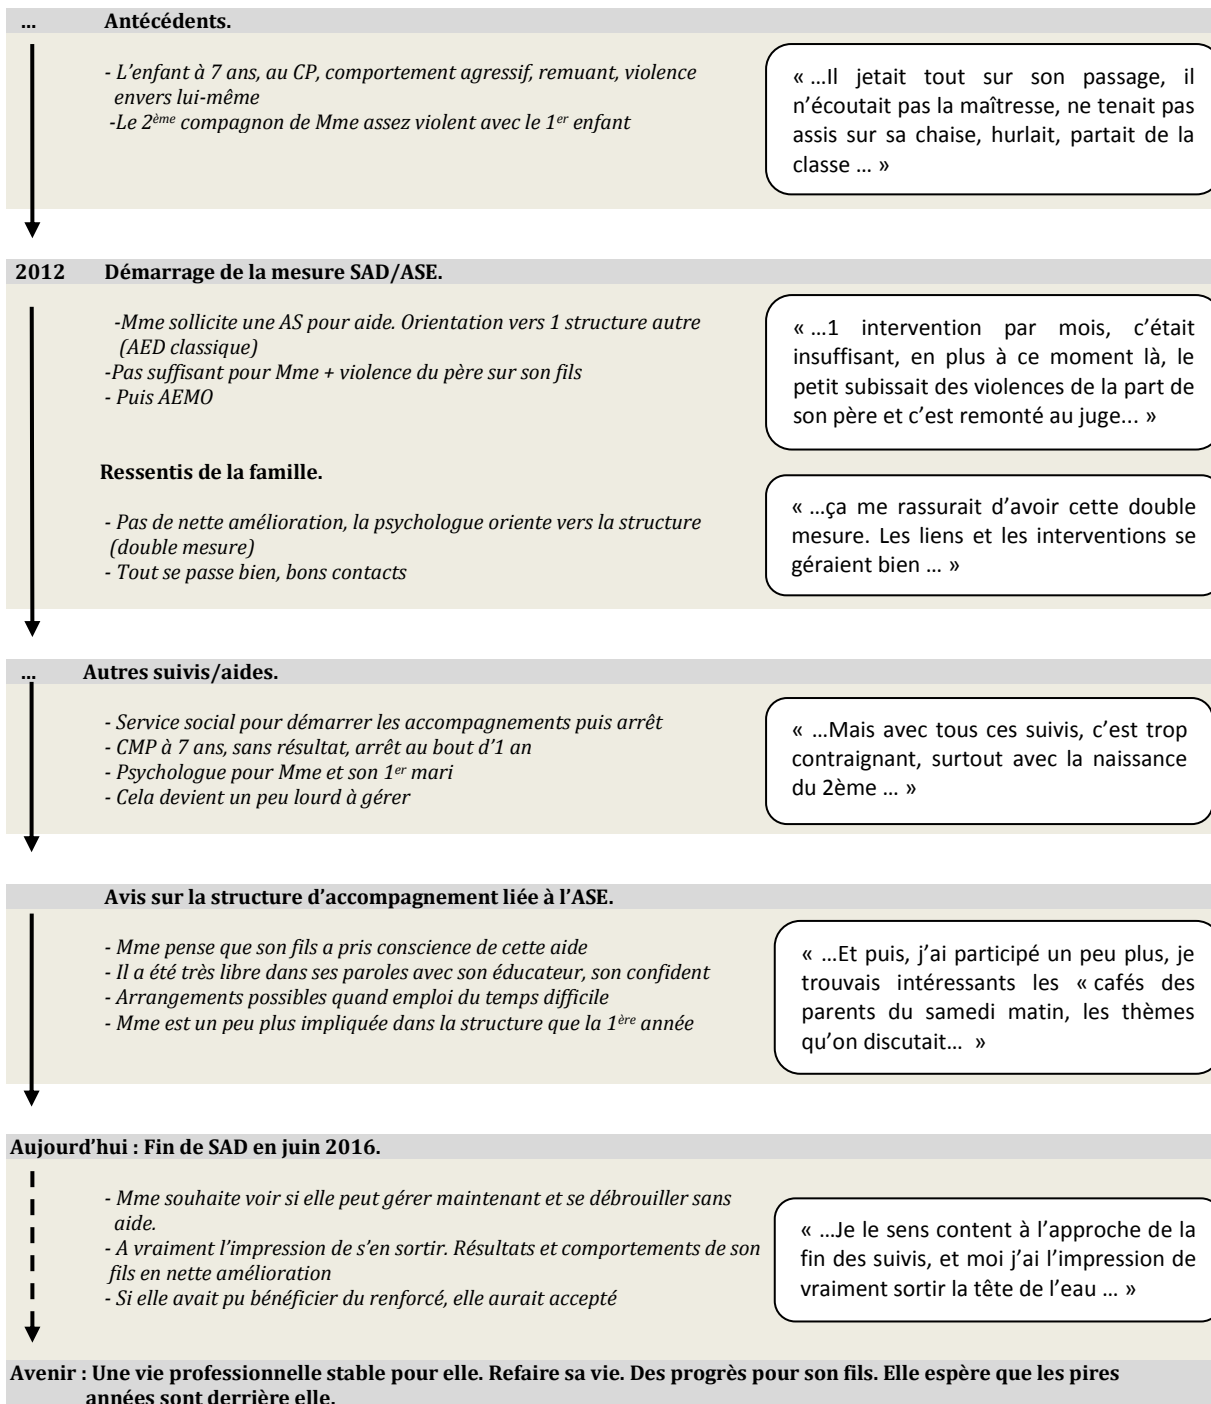 ... Antécédents.
- L'enfant à 7 ans, au CP, comportement agressif, remuant, violence
envers lui-même
-Le 2ème compagnon de Mme assez violent avec le 1er enfant
« …Il jetait tout sur son passage, il
n'écoutait pas la maîtresse, ne tenait pas
assis sur sa chaise, hurlait, partait de la
classe … »
2012 Démarrage de la mesure SAD/ASE.
-Mme sollicite une AS pour aide. Orientation vers 1 structure autre
(AED classique)
-Pas suffisant pour Mme + violence du père sur son fils
- Puis AEMO
« …1 intervention par mois, c'était
insuffisant, en plus à ce moment là, le
petit subissait des violences de la part de
son père et c'est remonté au juge... »
Ressentis de la famille.
- Pas de nette amélioration, la psychologue oriente vers la structure
(double mesure)
- Tout se passe bien, bons contacts
« …ça me rassurait d'avoir cette double
mesure. Les liens et les interventions se
géraient bien … »
... Autres suivis/aides.
- Service social pour démarrer les accompagnements puis arrêt
- CMP à 7 ans, sans résultat, arrêt au bout d'1 an
- Psychologue pour Mme et son 1er mari
- Cela devient un peu lourd à gérer
« …Mais avec tous ces suivis, c'est trop
contraignant, surtout avec la naissance
du 2ème … »
Avis sur la structure d'accompagnement liée à l'ASE.
- Mme pense que son fils a pris conscience de cette aide
- Il a été très libre dans ses paroles avec son éducateur, son confident
- Arrangements possibles quand emploi du temps difficile
- Mme est un peu plus impliquée dans la structure que la 1ère année
« …Et puis, j'ai participé un peu plus, je
trouvais intéressants les « cafés des
parents du samedi matin, les thèmes
qu'on discutait… »
Aujourd'hui : Fin de SAD en juin 2016.
- Mme souhaite voir si elle peut gérer maintenant et se débrouiller sans
aide.
- A vraiment l'impression de s'en sortir. Résultats et comportements de son
fils en nette amélioration
- Si elle avait pu bénéficier du renforcé, elle aurait accepté
« …Je le sens content à l'approche de la
fin des suivis, et moi j'ai l'impression de
vraiment sortir la tête de l'eau … »
Avenir : Une vie professionnelle stable pour elle. Refaire sa vie. Des progrès pour son fils. Elle espère que les pires
années sont derrière elle.